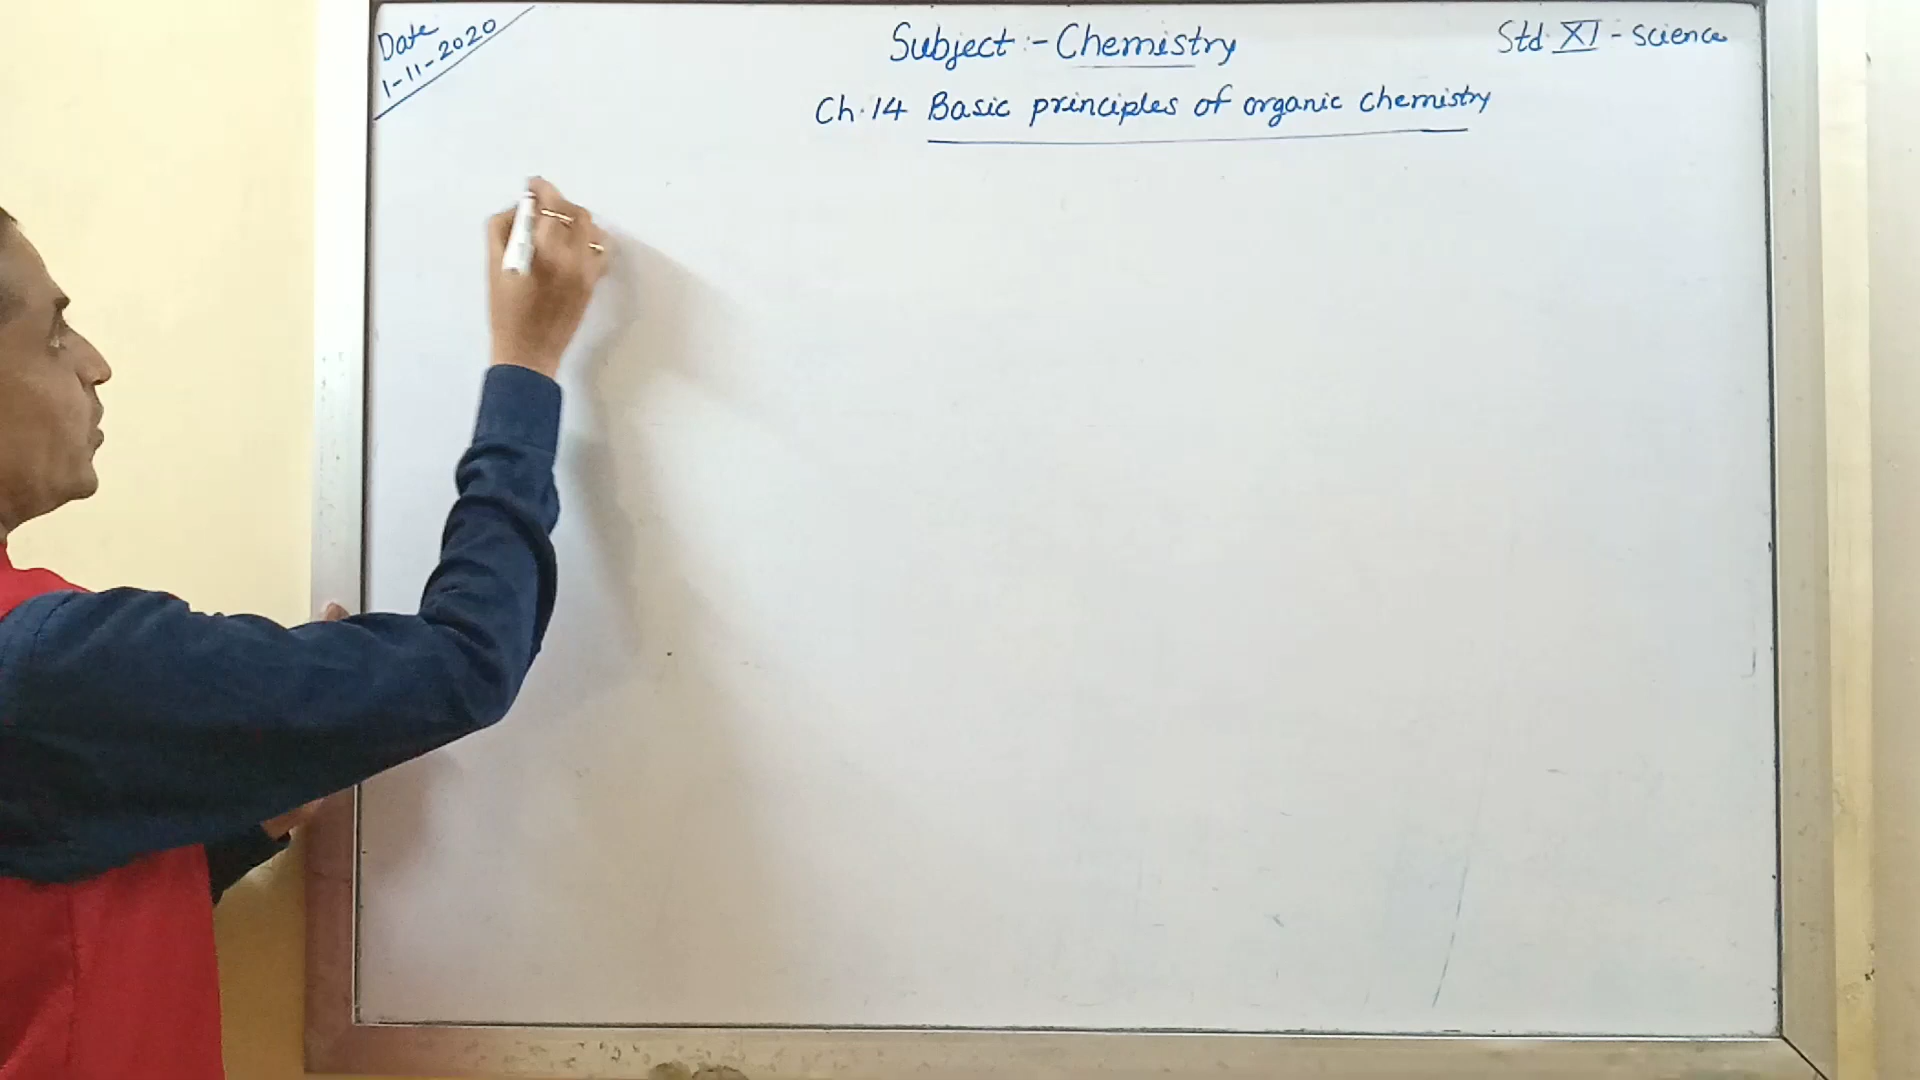 Date
1-11-2020
Subject :- Chemistry
Std. XI - Science
Ch. 14 Basic principles of organic chemistry